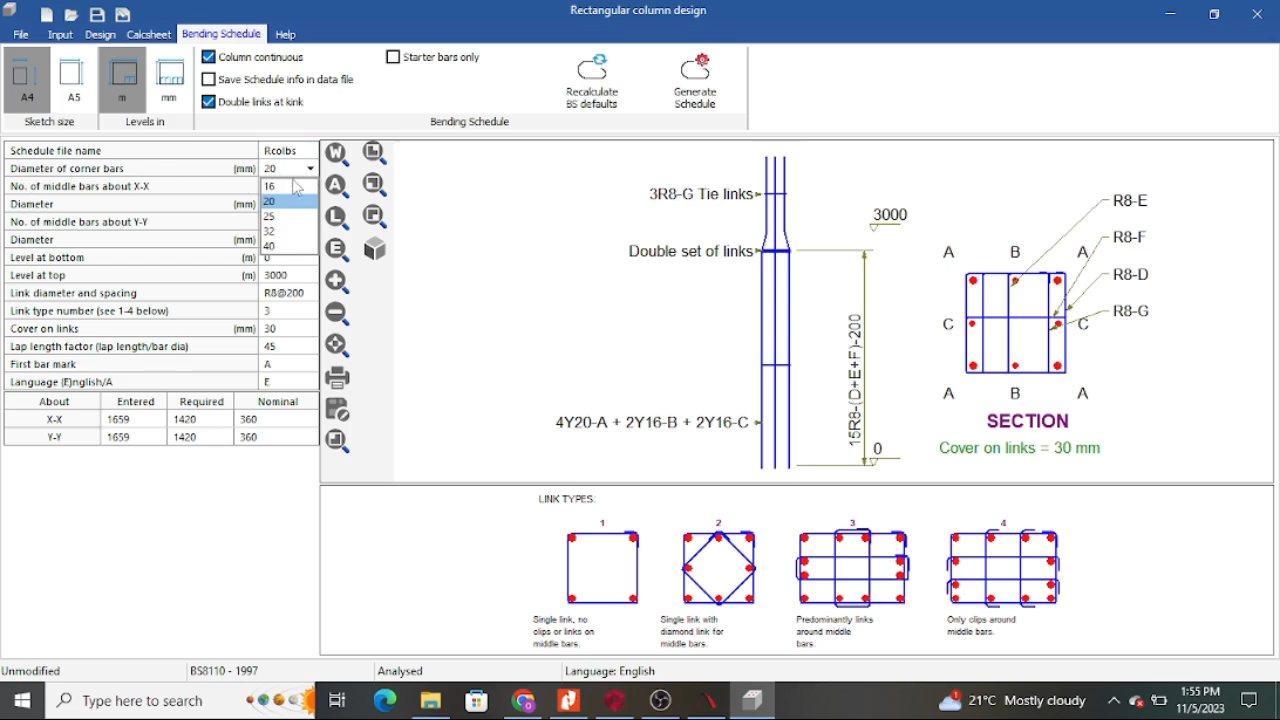 Rectangular column design
File Input Design Calcsheet Bending Schedule Help
Column continuous
Starter bars only
Save Schedule info in data file
Double links at kink
A4 A5 m mm
Recalculate
BS defaults
Generate
Schedule
Sketch size Levels in Bending Schedule
Schedule file name Rcolbs
Diameter of corner bars (mm) 20
No. of middle bars about X-X
Diameter (mm)
No. of middle bars about Y-Y
Diameter (mm)
16
20
25
32
40
Level at bottom (m) 0
Level at top (m) 3000
Link diameter and spacing R8@200
Link type number (see 1-4 below) 3
Cover on links (mm) 30
Lap length factor (lap length/bar dia) 45
First bar mark A
Language (E)nglish/A E
About Entered Required Nominal
X-X 1659 1420 360
Y-Y 1659 1420 360
W
A
L
E
3R8-G Tie links
Double set of links
4Y20-A + 2Y16-B + 2Y16-C
3000
15R8-(D+E+F)-200
0
R8-E
R8-F
R8-D
R8-G
A B A
C C
A B A
SECTION
Cover on links = 30 mm
LINK TYPES:
1 2 3 4
Single link, no
clips or links on
middle bars.
Single link with
diamond link for
middle bars.
Predominantly links
around middle
bars.
Only clips around
middle bars.
Unmodified BS8110 - 1997 Analysed Language: English
Type here to search
1
21°C Mostly cloudy
1:55 PM
11/5/2023